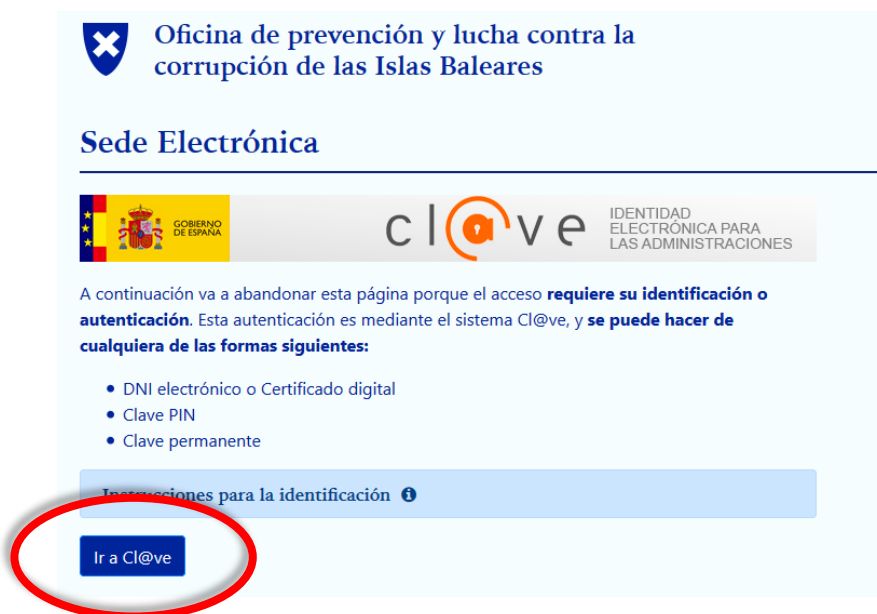 Oficina de prevención y lucha contra la
corrupción de las Islas Baleares
Sede Electrónica
GOBIERNO
DE ESPAÑA
cl@ve
IDENTIDAD
ELECTRÓNICA PARA
LAS ADMINISTRACIONES
A continuación va a abandonar esta página porque el acceso requiere su identificación o
autenticación. Esta autenticación es mediante el sistema Cl@ve, y se puede hacer de
cualquiera de las formas siguientes:
• DNI electrónico o Certificado digital
• Clave PIN
• Clave permanente
Instrucciones para la identificación
Ir a Cl@ve